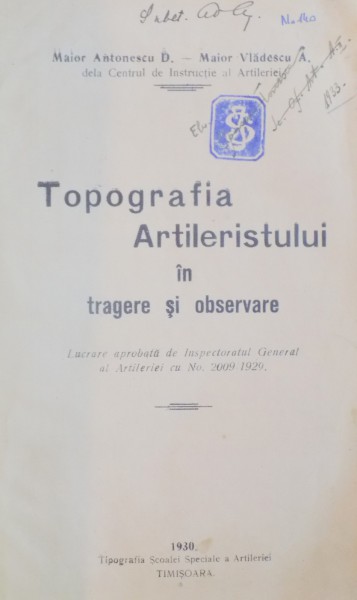 Maior Antonescu D. — Maior Vlădescu A.
dela Centrul de Instrucție al Artileriei
Topografia
Artileristului
în
tragere și observare
Lucrare aprobată de Inspectoratul General
al Artileriei cu No. 2009/1929.
1930.
Tipografia Școalei Speciale a Artileriei
TIMIȘOARA.
1933.